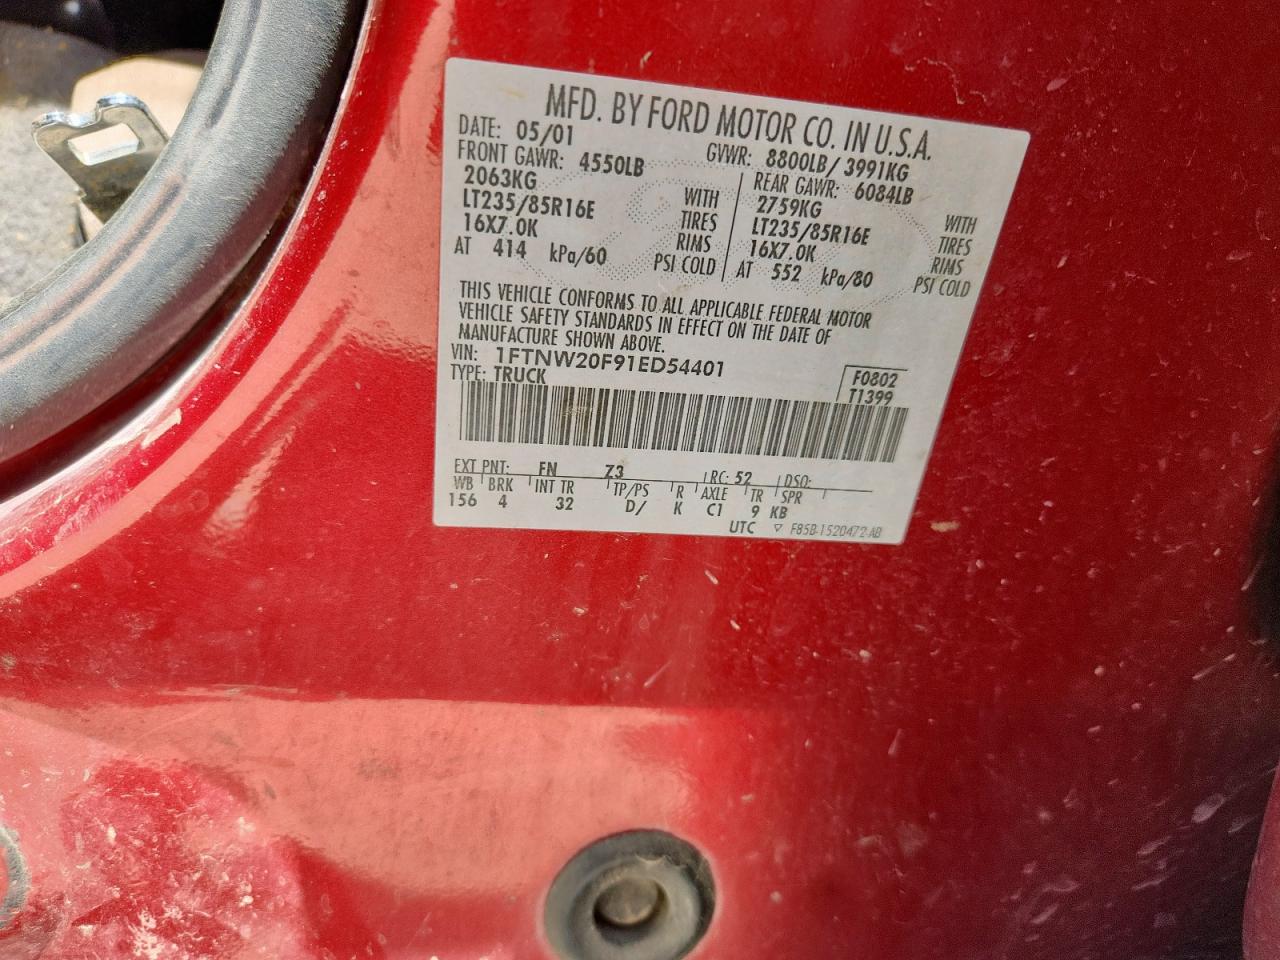 MFD. BY FORD MOTOR CO. IN U.S.A.
DATE: 05/01 GVWR: 8800LB/ 3991KG
FRONT GAWR: 4550LB REAR GAWR: 6084LB
2063KG WITH 2759KG WITH
LT235/85R16E TIRES LT235/85R16E TIRES
16X7.0K RIMS 16X7.0K RIMS
AT 414 kPa/60 PSI COLD AT 552 kPa/80 PSI COLD
THIS VEHICLE CONFORMS TO ALL APPLICABLE FEDERAL MOTOR
VEHICLE SAFETY STANDARDS IN EFFECT ON THE DATE OF
MANUFACTURE SHOWN ABOVE.
VIN: 1FTNW20F91ED54401
TYPE: TRUCK
F0802
T1399
EXT PNT: FN Z3 RC: 52 DSO:
WB BRK INT TR TP/PS R AXLE TR SPR
156 4 32 D/ K C1 9 KB
UTC ▽ F85B-1520472-AB